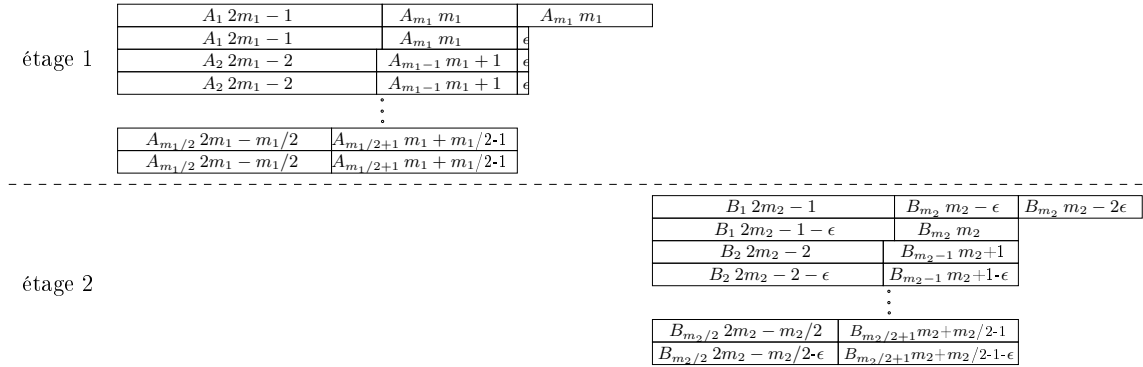 A_1 2m_1 − 1 A_{m_1} m_1 A_{m_1} m_1
A_1 2m_1 − 1 A_{m_1} m_1 ϵ
étage 1
A_2 2m_1 − 2 A_{m_1−1} m_1 + 1 ϵ
A_2 2m_1 − 2 A_{m_1−1} m_1 + 1 ϵ
A_{m_1/2} 2m_1 − m_1/2 A_{m_1/2+1} m_1 + m_1/2-1
A_{m_1/2} 2m_1 − m_1/2 A_{m_1/2+1} m_1 + m_1/2-1
B_1 2m_2 − 1 B_{m_2} m_2 − ϵ B_{m_2} m_2 − 2ϵ
B_1 2m_2 − 1 − ϵ B_{m_2} m_2
B_2 2m_2 − 2 B_{m_2−1} m_2+1
étage 2
B_2 2m_2 − 2 − ϵ B_{m_2−1} m_2+1-ϵ
B_{m_2/2} 2m_2 − m_2/2 B_{m_2/2+1} m_2+m_2/2-1
B_{m_2/2} 2m_2 − m_2/2-ϵ B_{m_2/2+1} m_2+m_2/2-1-ϵ